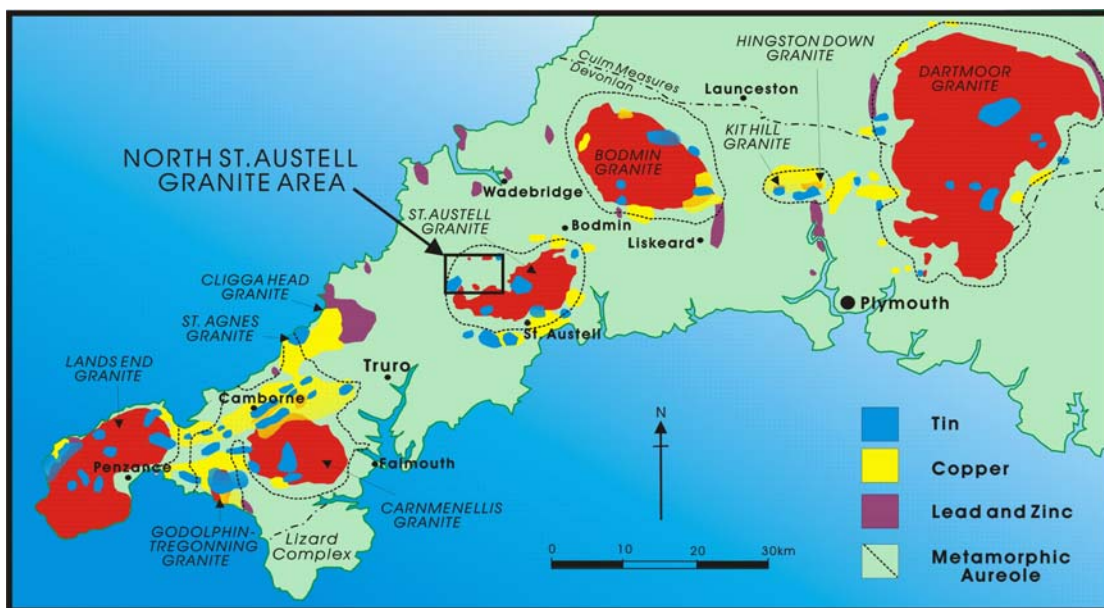 HINGSTON DOWN
GRANITE
DARTMOOR
GRANITE
Culm Measures
Devonian
Launceston
KIT HILL
GRANITE
BODMIN
GRANITE
NORTH ST.AUSTELL
GRANITE AREA
Wadebridge
ST.AUSTELL
GRANITE
Bodmin
Liskeard
CLIGGA HEAD
GRANITE
Plymouth
ST. AGNES
GRANITE
St. Austell
LANDS END
GRANITE
Truro
Camborne
N
Tin
Penzance
Falmouth
Copper
CARNMENELLIS
GRANITE
Lead and Zinc
GODOLPHIN-
TREGONNING
GRANITE
Lizard
Complex
0 10 20 30km
Metamorphic
Aureole